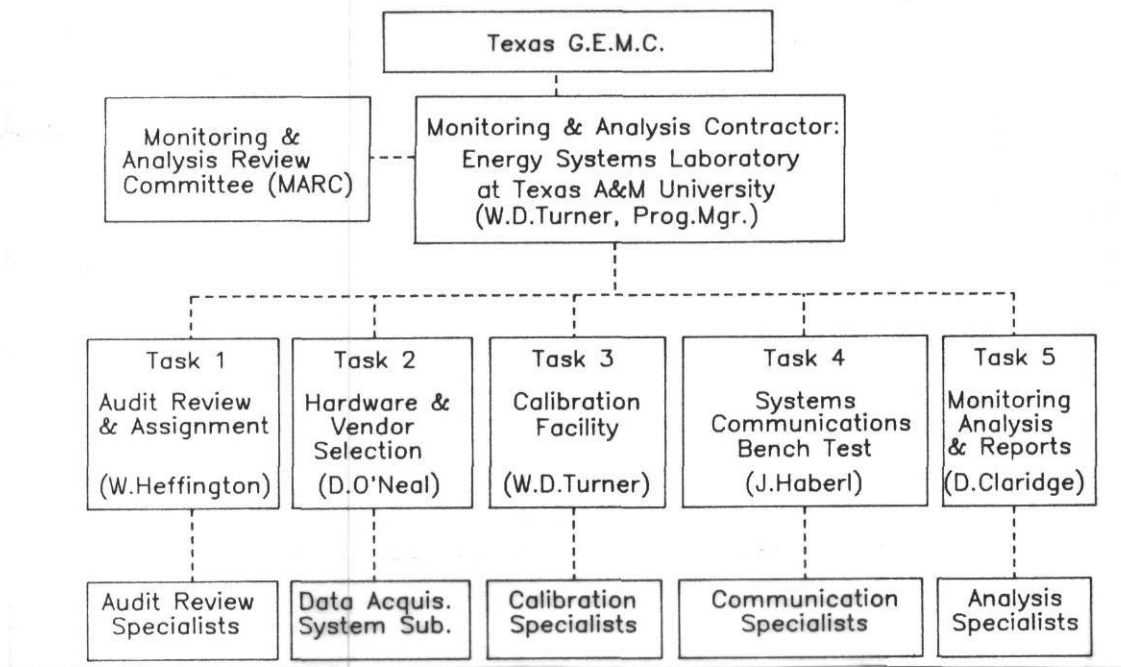 Texas G.E.M.C.
Monitoring &
Analysis Review
Committee (MARC)
Monitoring & Analysis Contractor:
Energy Systems Laboratory
at Texas A&M University
(W.D.Turner, Prog.Mgr.)
Task 1
Audit Review
& Assignment
(W.Heffington)
Task 2
Hardware &
Vendor
Selection
(D.O'Neal)
Task 3
Calibration
Facility
(W.D.Turner)
Task 4
Systems
Communications
Bench Test
(J.Haberl)
Task 5
Monitoring
Analysis
& Reports
(D.Claridge)
Audit Review
Specialists
Data Acquis.
System Sub.
Calibration
Specialists
Communication
Specialists
Analysis
Specialists